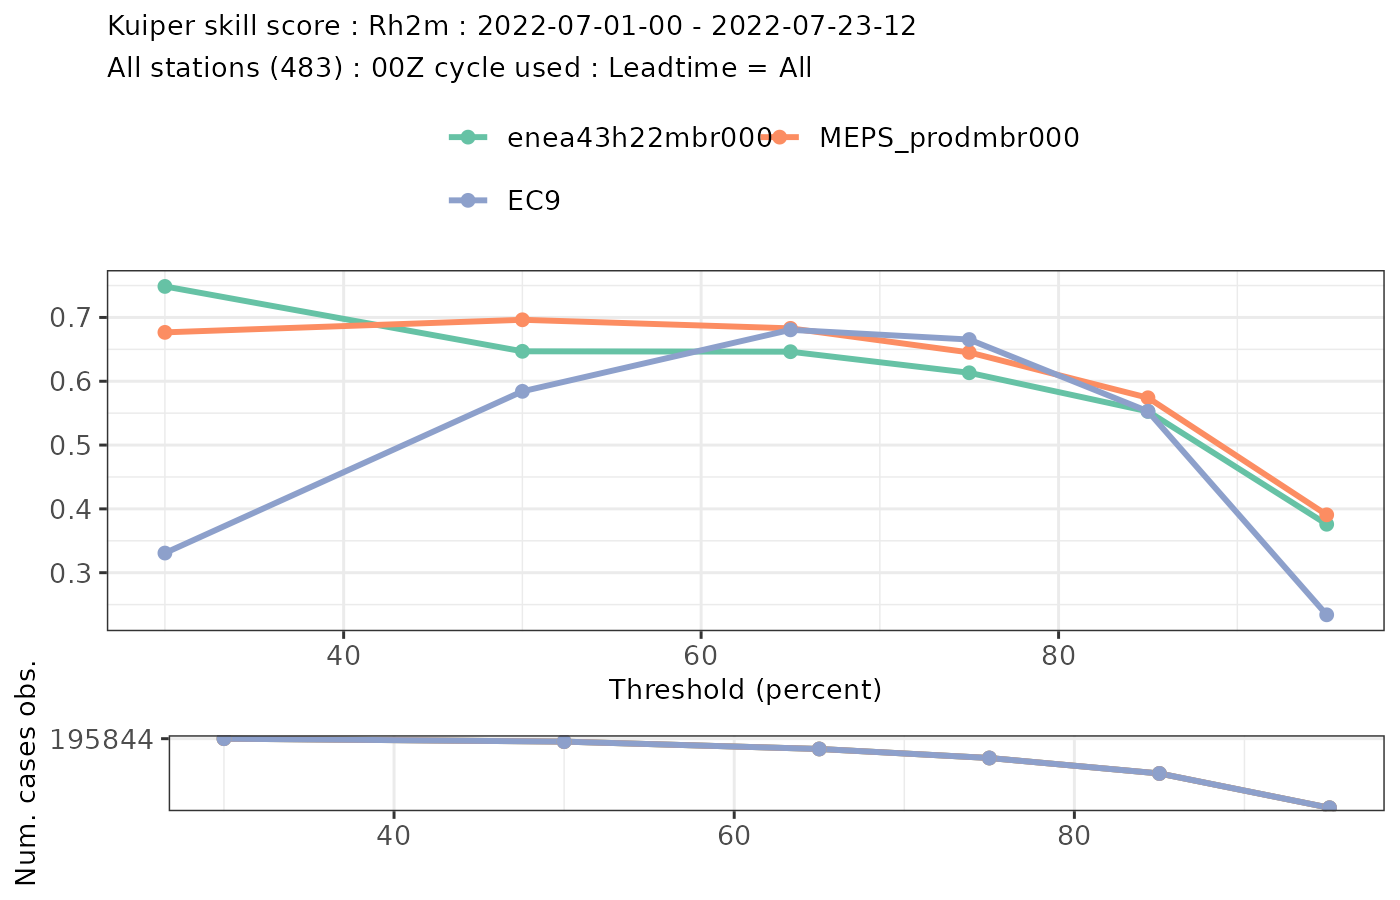 Kuiper skill score : Rh2m : 2022-07-01-00 - 2022-07-23-12
All stations (483) : 00Z cycle used : Leadtime = All
enea43h22mbr000 MEPS_prodmbr000
EC9
0.7
0.6
0.5
0.4
0.3
40 60 80
Threshold (percent)
Num. cases obs.
195844
40 60 80